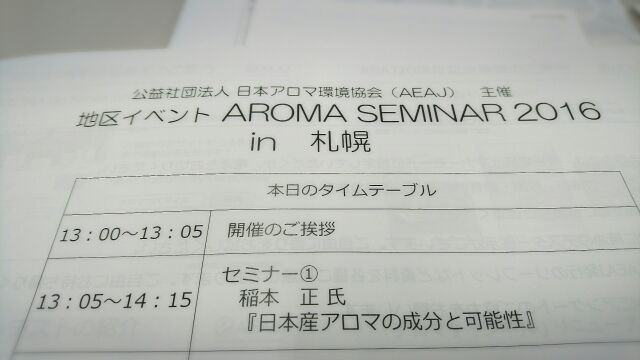 公益社団法人 日本アロマ環境協会（AEAJ） 主催
地区イベント AROMA SEMINAR 2016
in 札幌
本日のタイムテーブル
13：00～13：05 開催のご挨拶
セミナー①
稲本 正 氏
13：05～14：15
『日本産アロマの成分と可能性』